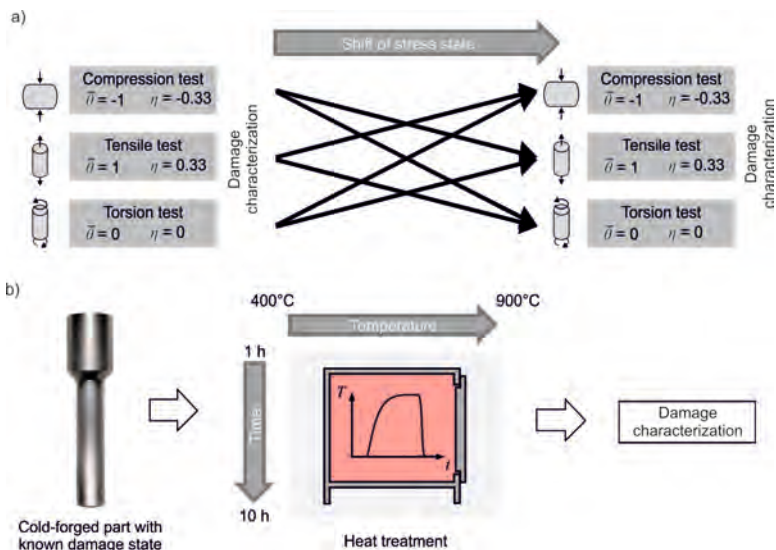 a)
Shift of stress state
Compression test
θ̅ = -1 η = -0.33
Tensile test
θ̅ = 1 η = 0.33
Torsion test
θ̅ = 0 η = 0
Damage
characterization
Compression test
θ̅ = -1 η = -0.33
Tensile test
θ̅ = 1 η = 0.33
Torsion test
θ̅ = 0 η = 0
Damage
characterization
b)
400°C
900°C
Temperature
1 h
Time
10 h
T
t
Damage
characterization
Cold-forged part with
known damage state
Heat treatment